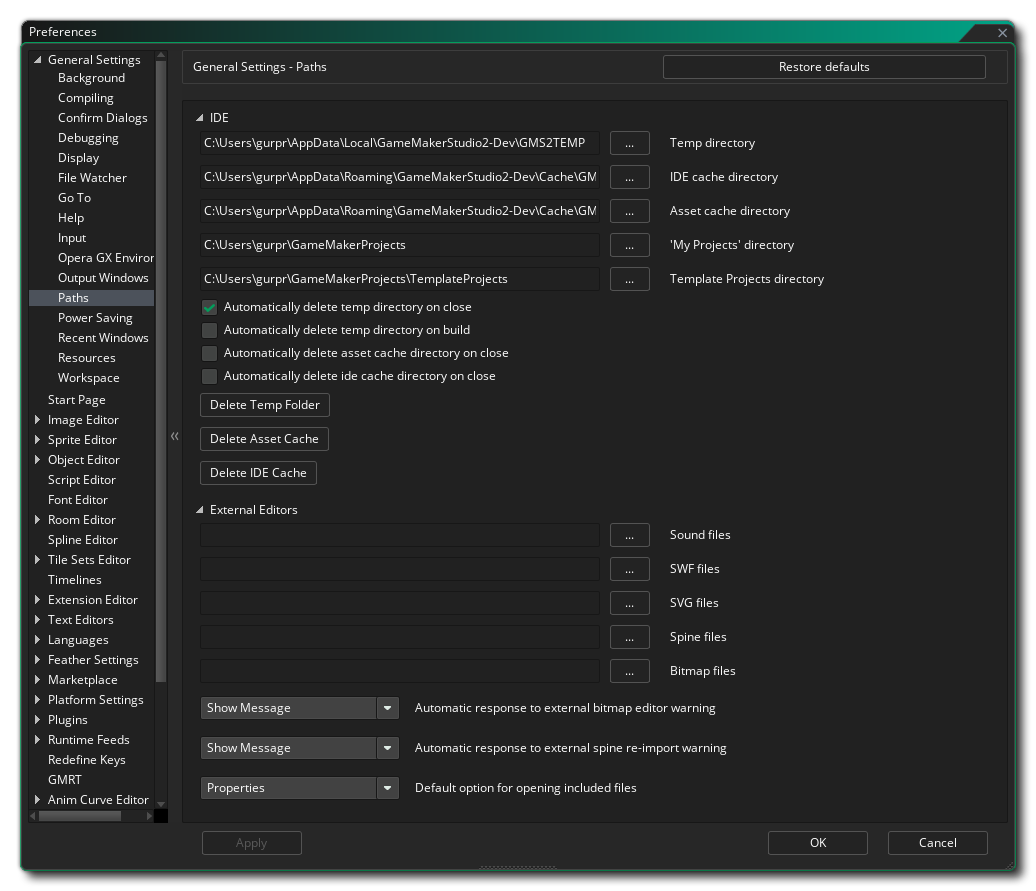 Preferences
General Settings
Background
Compiling
Confirm Dialogs
Debugging
Display
File Watcher
Go To
Help
Input
Opera GX Enviror
Output Windows
Paths
Power Saving
Recent Windows
Resources
Workspace
Start Page
Image Editor
Sprite Editor
Object Editor
Script Editor
Font Editor
Room Editor
Spline Editor
Tile Sets Editor
Timelines
Extension Editor
Text Editors
Languages
Feather Settings
Marketplace
Platform Settings
Plugins
Runtime Feeds
Redefine Keys
GMRT
Anim Curve Editor
General Settings - Paths Restore defaults
IDE
C:\Users\gurpr\AppData\Local\GameMakerStudio2-Dev\GMS2TEMP ... Temp directory
C:\Users\gurpr\AppData\Roaming\GameMakerStudio2-Dev\Cache\GM ... IDE cache directory
C:\Users\gurpr\AppData\Roaming\GameMakerStudio2-Dev\Cache\GM ... Asset cache directory
C:\Users\gurpr\GameMakerProjects ... 'My Projects' directory
C:\Users\gurpr\GameMakerProjects\TemplateProjects ... Template Projects directory
Automatically delete temp directory on close
Automatically delete temp directory on build
Automatically delete asset cache directory on close
Automatically delete ide cache directory on close
Delete Temp Folder
Delete Asset Cache
Delete IDE Cache
External Editors
... Sound files
... SWF files
... SVG files
... Spine files
... Bitmap files
Show Message Automatic response to external bitmap editor warning
Show Message Automatic response to external spine re-import warning
Properties Default option for opening included files
Apply OK Cancel